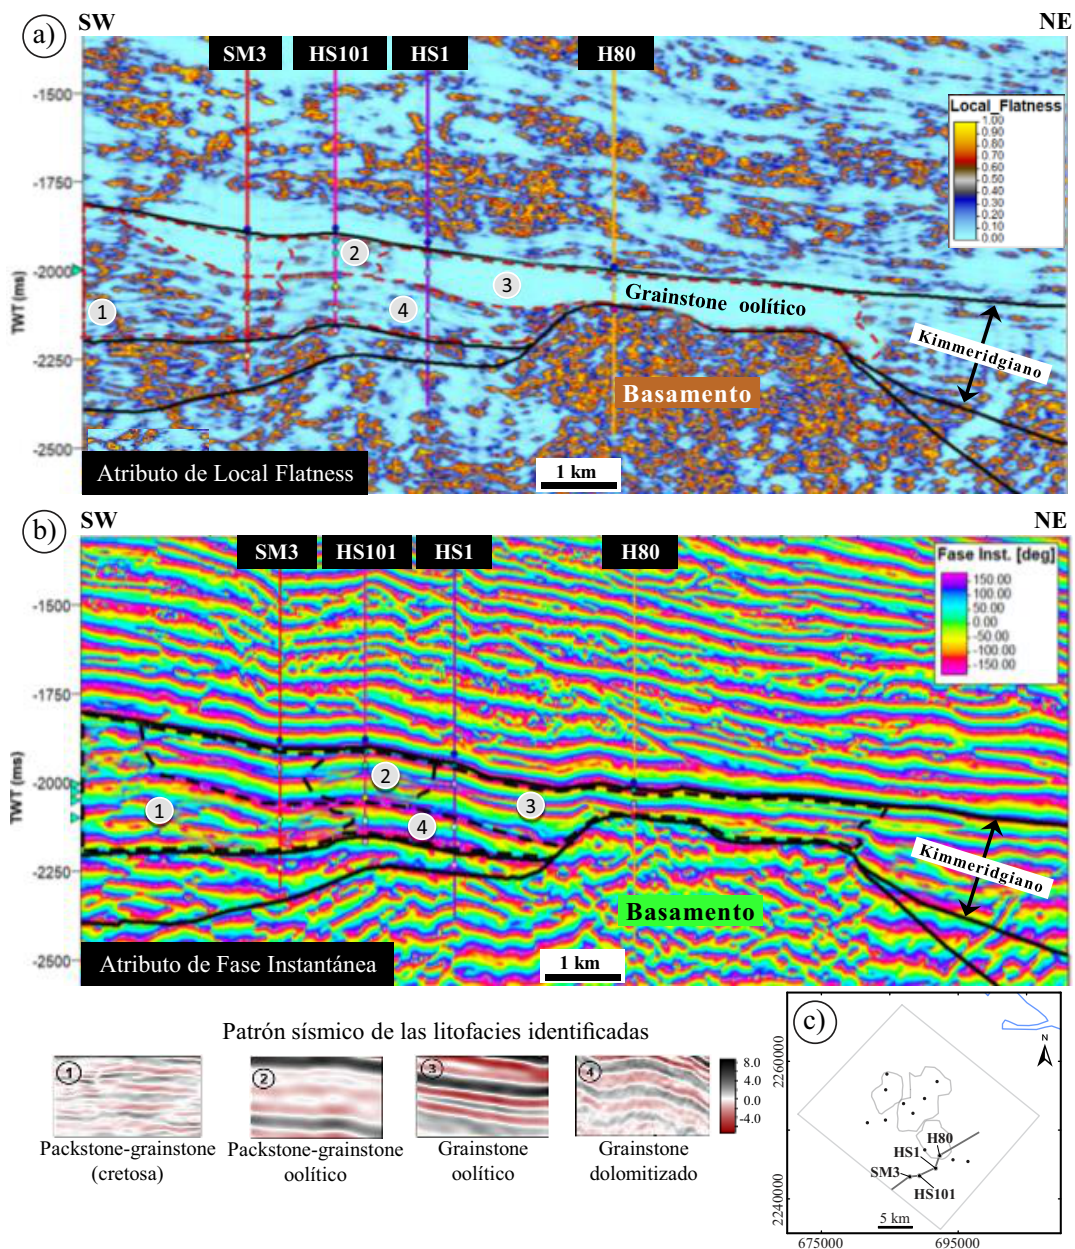 a)
SW
NE
SM3
HS101
HS1
H80
-1500
-1750
-2000
-2250
-2500
TWT (ms)
Local_Flatness
1.00
0.90
0.80
0.70
0.60
0.50
0.40
0.30
0.20
0.10
0.00
1
2
3
4
Grainstone oolítico
Kimmeridgiano
Basamento
Atributo de Local Flatness
1 km
b)
SW
NE
SM3
HS101
HS1
H80
-1500
-1750
-2000
-2250
-2500
TWT (ms)
Fase Inst. [deg]
150.00
100.00
50.00
0.00
-50.00
-100.00
-150.00
1
2
3
4
Kimmeridgiano
Basamento
Atributo de Fase Instantánea
1 km
Patrón sísmico de las litofacies identificadas
1
2
3
4
8.0
4.0
0.0
-4.0
Packstone-grainstone
(cretosa)
Packstone-grainstone
oolítico
Grainstone
oolítico
Grainstone
dolomitizado
c)
N
2260000
2240000
H80
HS1
SM3
HS101
5 km
675000
695000